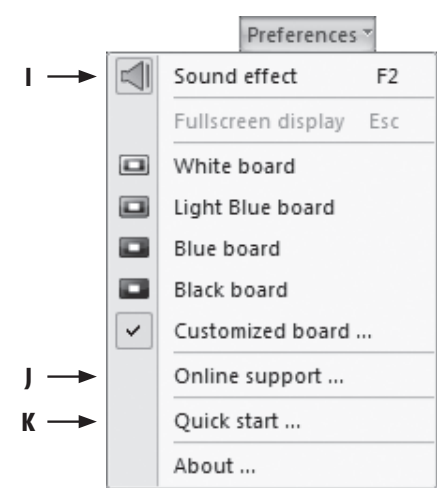 Preferences
I Sound effect F2
Fullscreen display Esc
White board
Light Blue board
Blue board
Black board
Customized board ...
J Online support ...
K Quick start ...
About ...